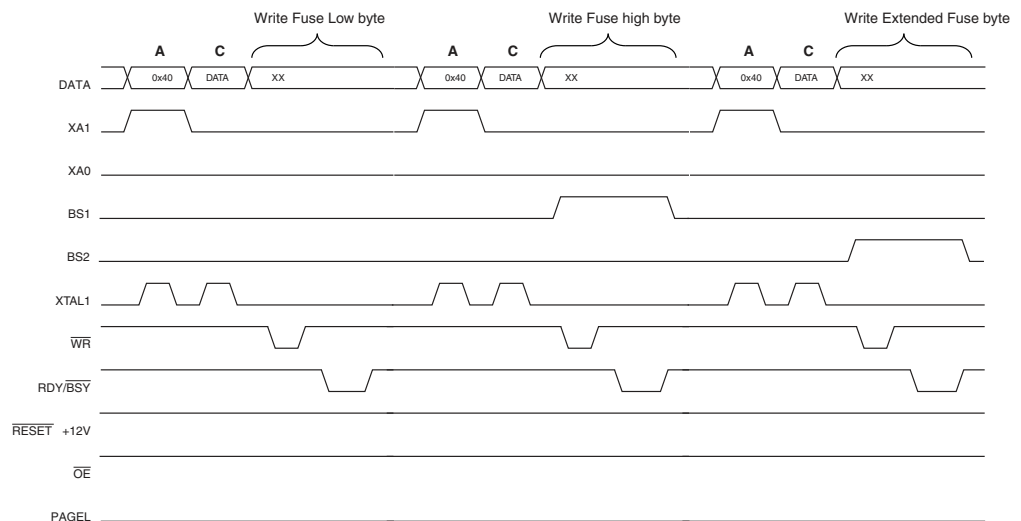 Write Fuse Low byte Write Fuse high byte Write Extended Fuse byte
A C A C A C
DATA 0x40 DATA XX 0x40 DATA XX 0x40 DATA XX
XA1
XA0
BS1
BS2
XTAL1
WR
RDY/BSY
RESET +12V
OE
PAGEL